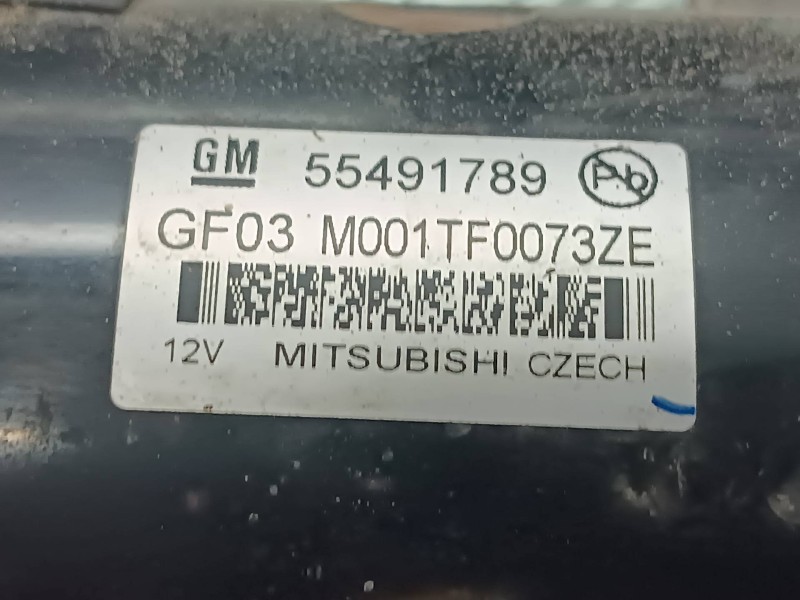 GM 55491789 Pb
GF03 M001TF0073ZE
12V MITSUBISHI CZECH